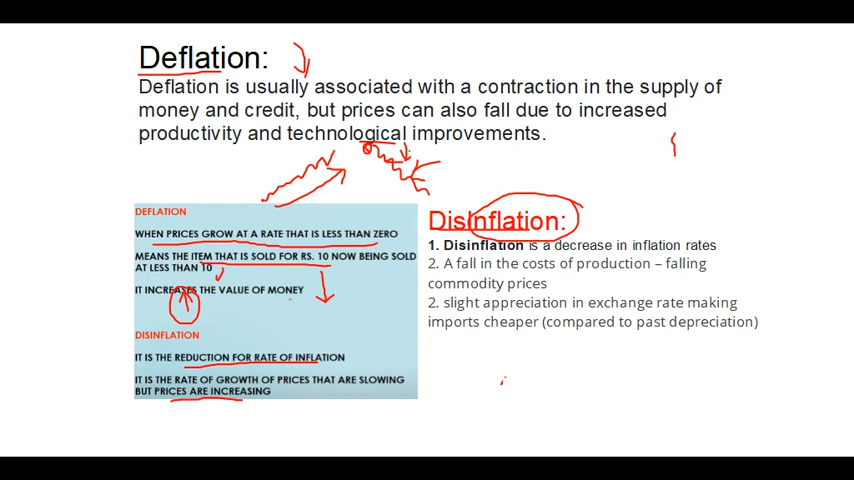 Deflation:
Deflation is usually associated with a contraction in the supply of
money and credit, but prices can also fall due to increased
productivity and technological improvements.
DEFLATION
WHEN PRICES GROW AT A RATE THAT IS LESS THAN ZERO
MEANS THE ITEM THAT IS SOLD FOR RS. 10 NOW BEING SOLD
AT LESS THAN 10
IT INCREASES THE VALUE OF MONEY
DISINFLATION
IT IS THE REDUCTION FOR RATE OF INFLATION
IT IS THE RATE OF GROWTH OF PRICES THAT ARE SLOWING
BUT PRICES ARE INCREASING
Disinflation:
1. Disinflation is a decrease in inflation rates
2. A fall in the costs of production – falling
commodity prices
2. slight appreciation in exchange rate making
imports cheaper (compared to past depreciation)